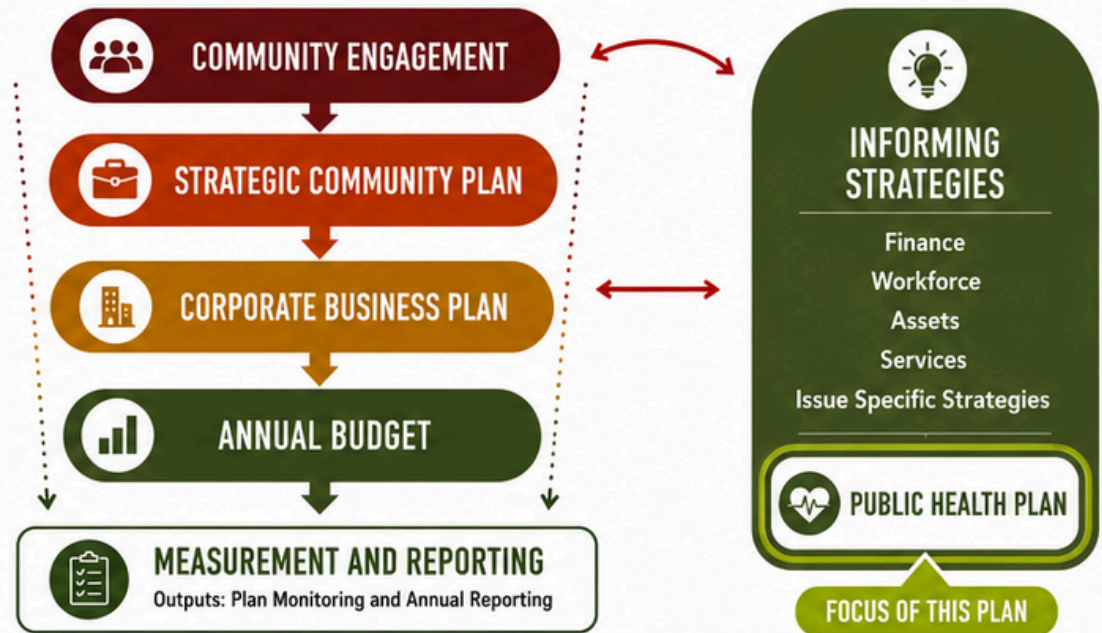 COMMUNITY ENGAGEMENT
STRATEGIC COMMUNITY PLAN
CORPORATE BUSINESS PLAN
ANNUAL BUDGET
MEASUREMENT AND REPORTING
Outputs: Plan Monitoring and Annual Reporting
INFORMING
STRATEGIES
Finance
Workforce
Assets
Services
Issue Specific Strategies
PUBLIC HEALTH PLAN
FOCUS OF THIS PLAN